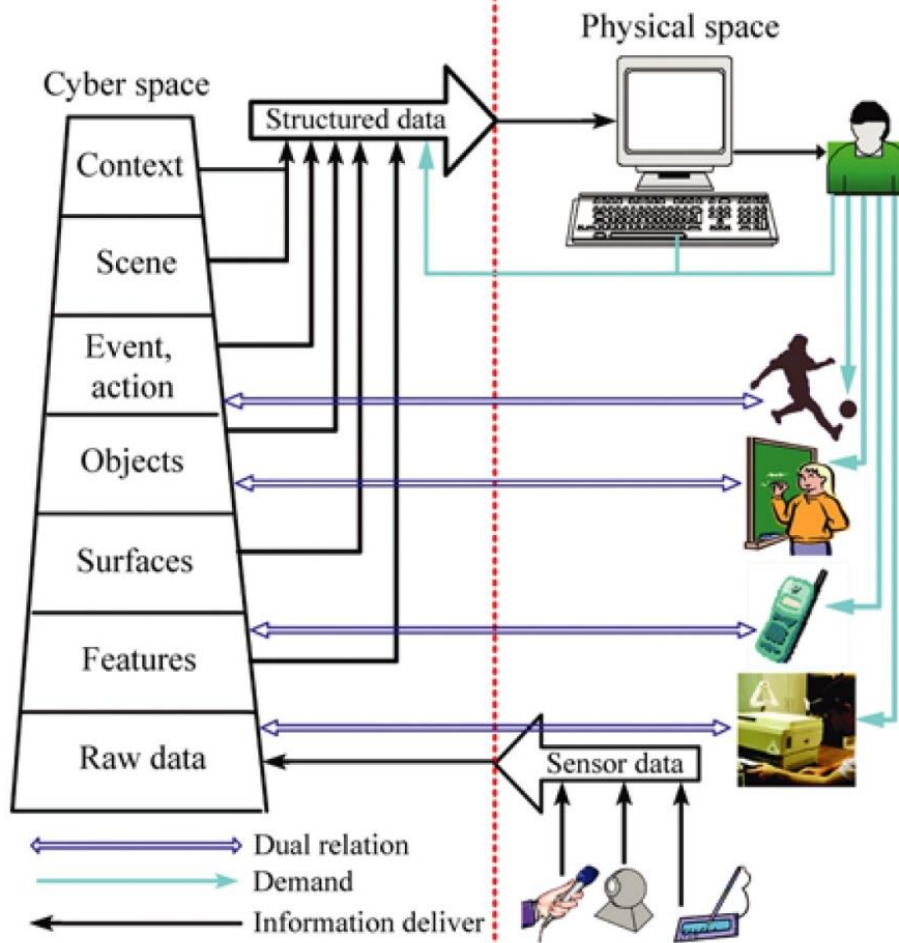 Physical space
Cyber space
Structured data
Context
Scene
Event,
action
Objects
Surfaces
Features
Raw data
Sensor data
Dual relation
Demand
Information deliver